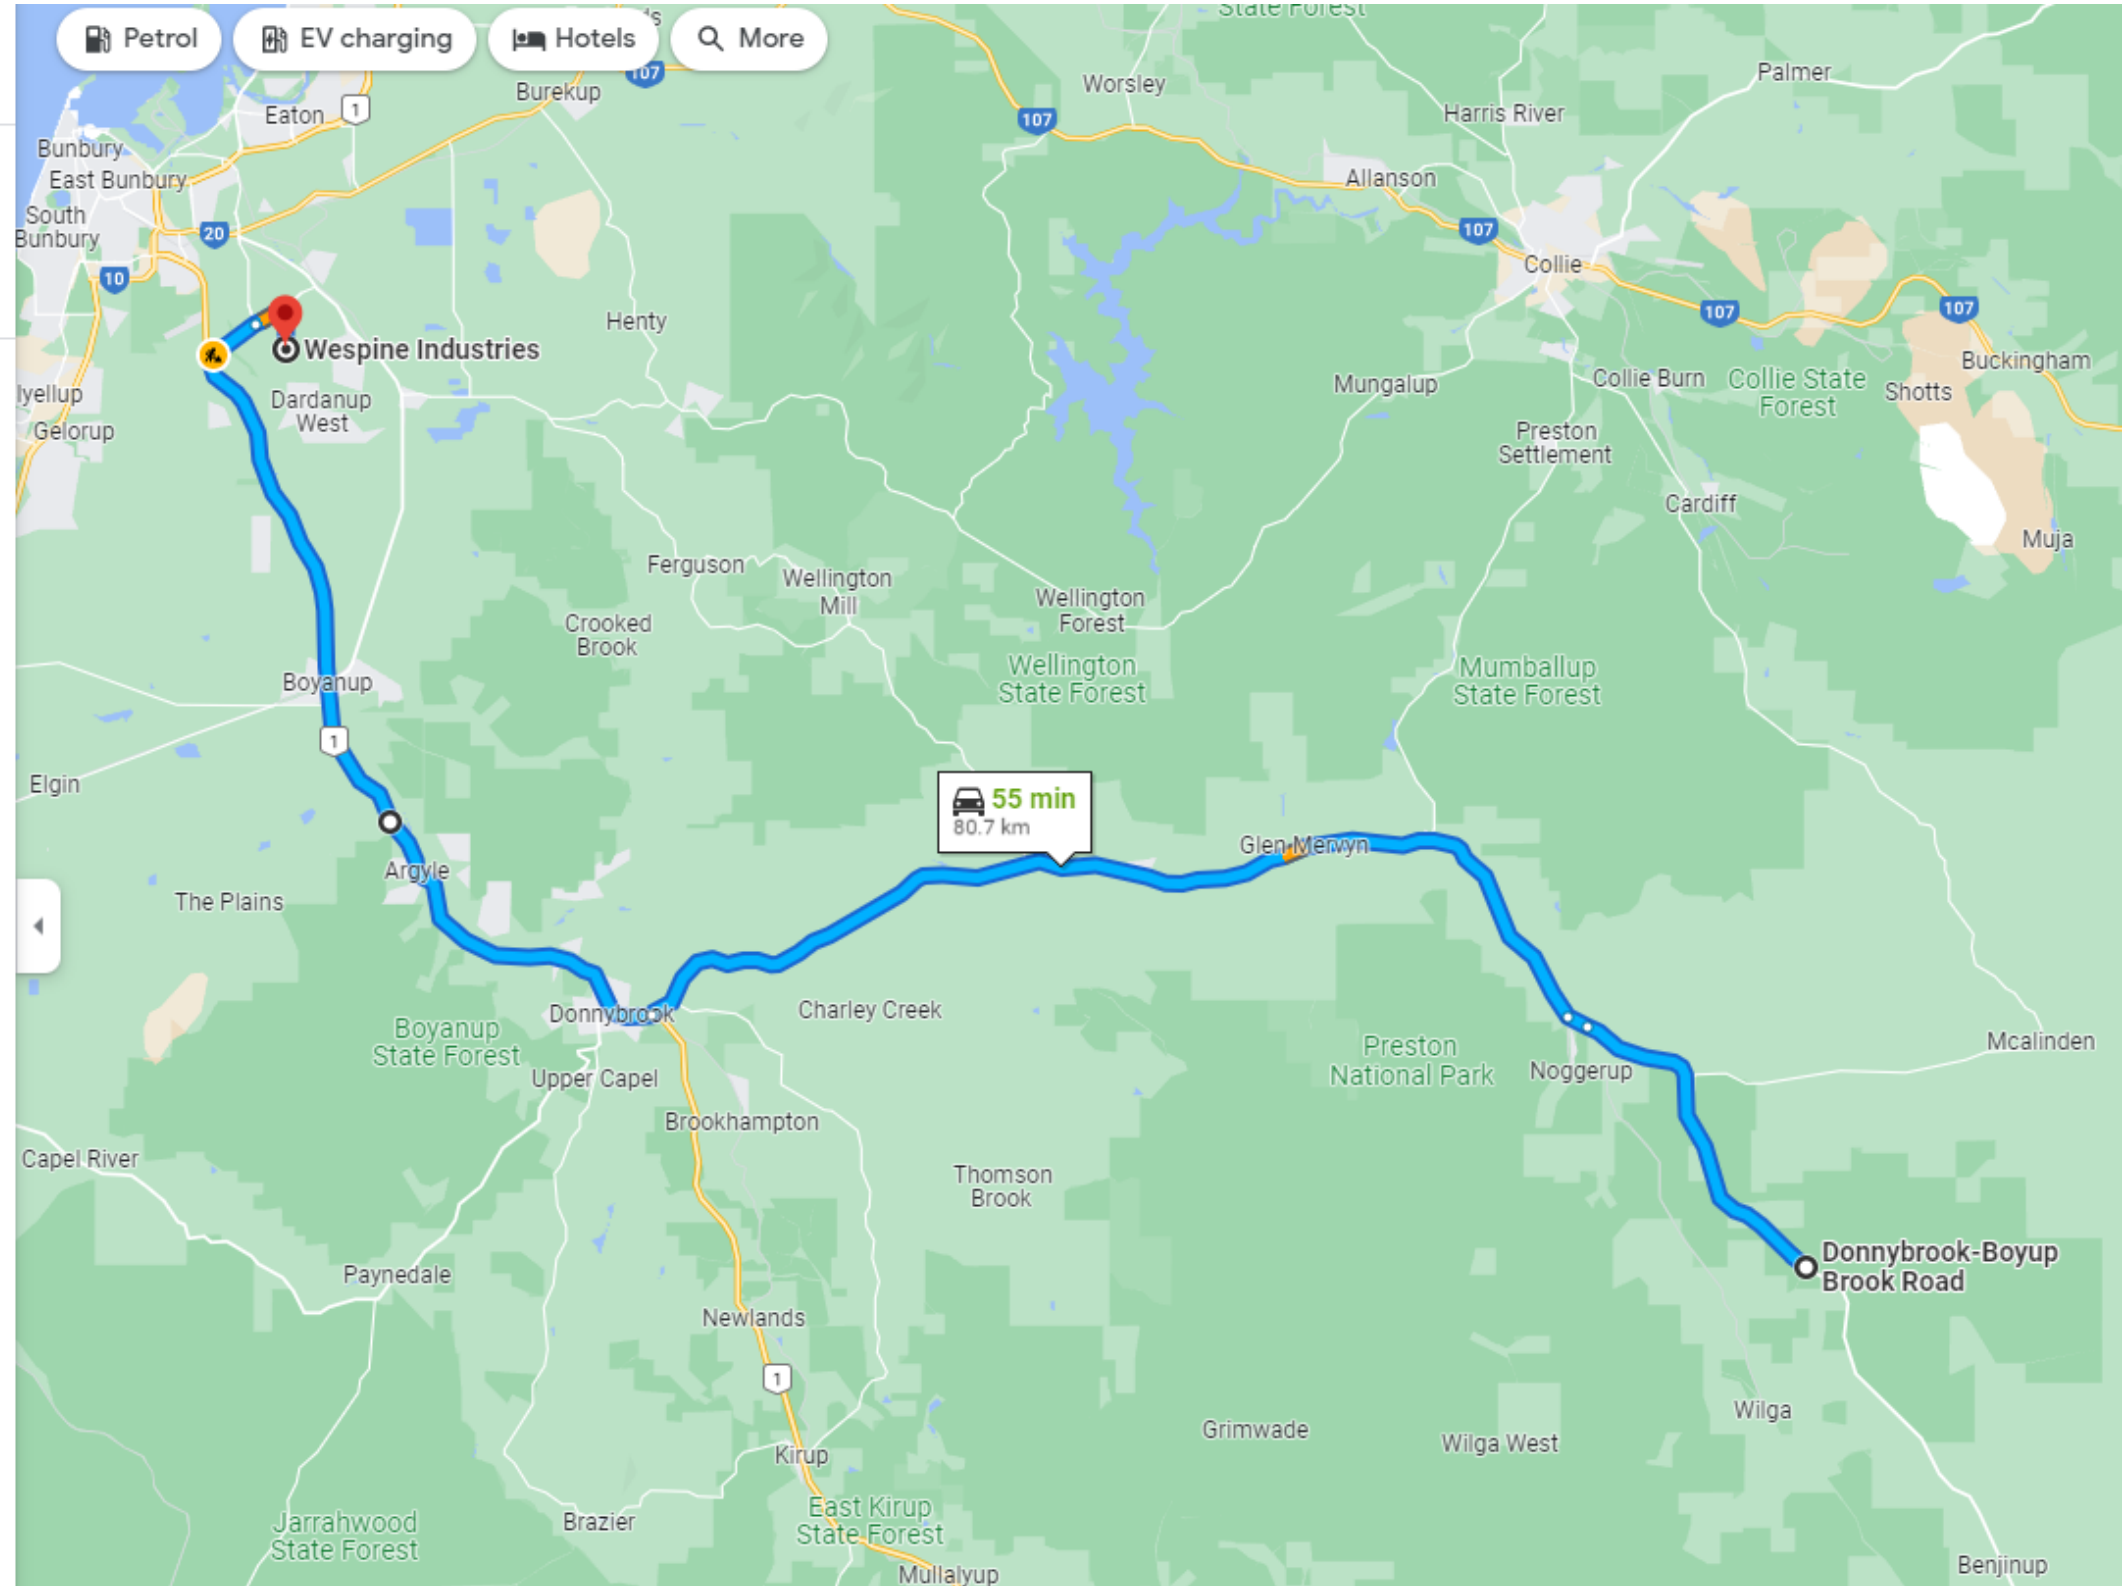 State Forest
Petrol
EV charging
Hotels
More
107
Worsley
Palmer
Burekup
Eaton
1
107
Harris River
Bunbury
East Bunbury
Allanson
South
Bunbury
20
107
Collie
10
107
107
Henty
Wespine Industries
Buckingham
lyellup
Dardanup
West
Mungalup
Collie Burn
Collie State
Forest
Shotts
Gelorup
Preston
Settlement
Cardiff
Muja
Ferguson
Wellington
Mill
Wellington
Forest
Crooked
Brook
Wellington
State Forest
Mumballup
State Forest
Boyanup
1
Elgin
55 min
80.7 km
Glen Mervyn
Argyle
The Plains
Donnybrook
Charley Creek
Boyanup
State Forest
Preston
National Park
Noggerup
Mcalinden
Upper Capel
Brookhampton
Capel River
Thomson
Brook
Donnybrook-Boyup
Brook Road
Paynedale
Newlands
1
Wilga
Grimwade
Wilga West
Kirup
Jarrahwood
State Forest
Brazier
East Kirup
State Forest
Mullalyup
Benjinup